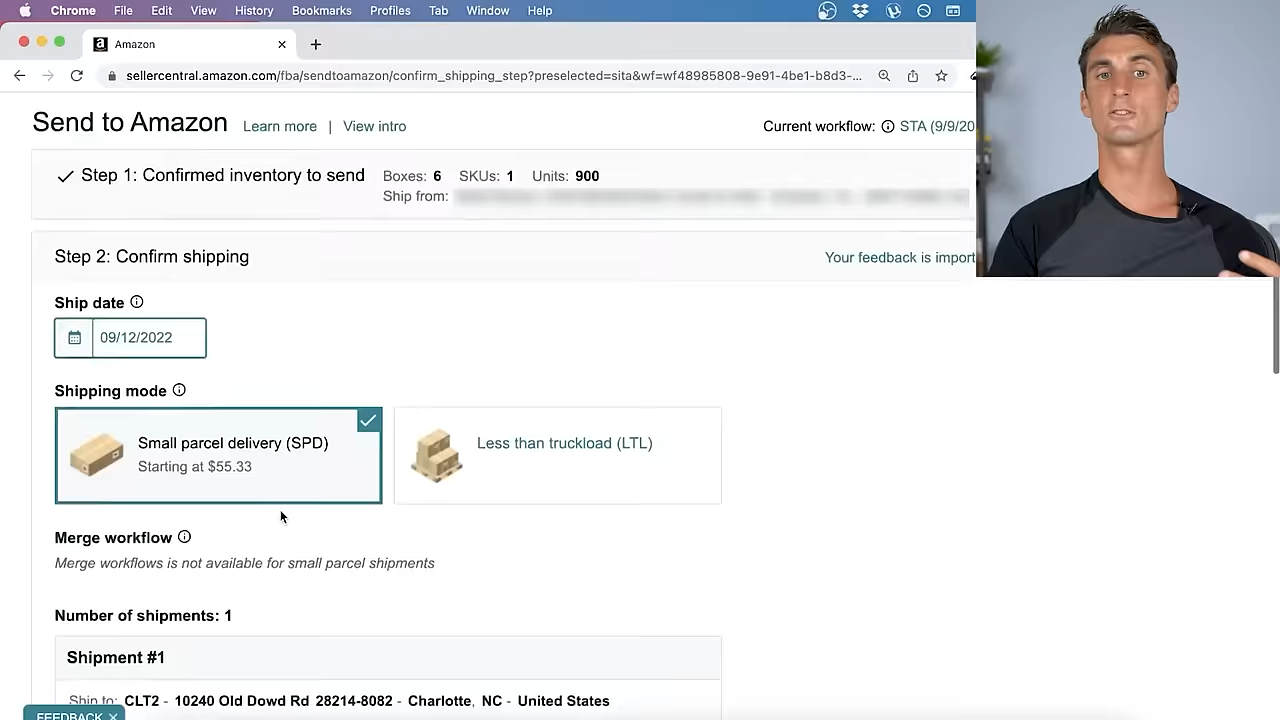 Chrome File Edit View History Bookmarks Profiles Tab Window Help
Amazon
sellercentral.amazon.com/fba/sendtoamazon/confirm_shipping_step?preselected=sita&wf=wf48985808-9e91-4be1-b8d3-...
Send to Amazon Learn more | View intro Current workflow: STA (9/9/20
Step 1: Confirmed inventory to send Boxes: 6 SKUs: 1 Units: 900
Ship from:
Step 2: Confirm shipping Your feedback is import
Ship date
09/12/2022
Shipping mode
Small parcel delivery (SPD) Less than truckload (LTL)
Starting at $55.33
Merge workflow
Merge workflows is not available for small parcel shipments
Number of shipments: 1
Shipment #1
Ship to: CLT2 - 10240 Old Dowd Rd 28214-8082 - Charlotte, NC - United States
FEEDBACK